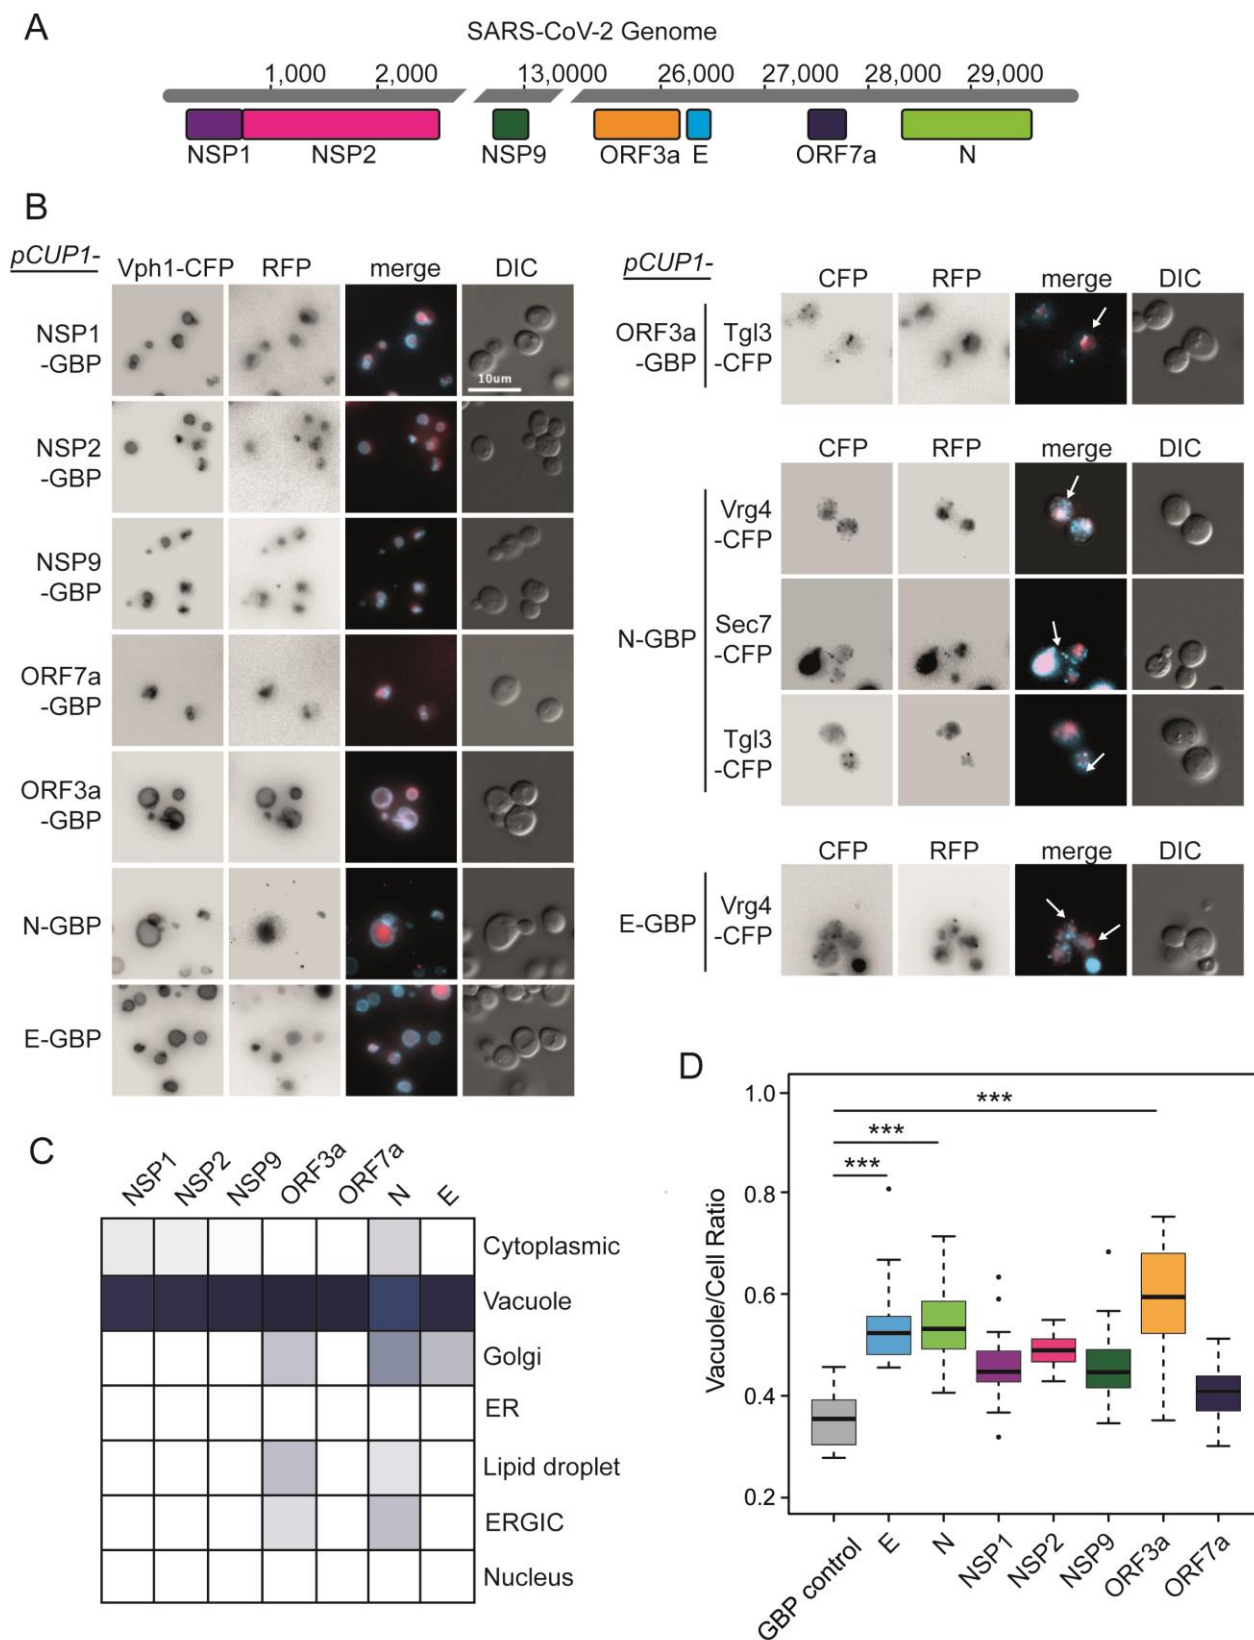 A
SARS-CoV-2 Genome
1,000 2,000 13,0000 26,000 27,000 28,000 29,000
NSP1 NSP2 NSP9 ORF3a E ORF7a N
B
pCUP1-
Vph1-CFP RFP merge DIC
NSP1
-GBP
10um
NSP2
-GBP
NSP9
-GBP
ORF7a
-GBP
ORF3a
-GBP
N-GBP
E-GBP
pCUP1-
CFP RFP merge DIC
ORF3a Tgl3
-GBP -CFP
CFP RFP merge DIC
Vrg4
-CFP
N-GBP Sec7
-CFP
Tgl3
-CFP
CFP RFP merge DIC
E-GBP Vrg4
-CFP
C
NSP1 NSP2 NSP9 ORF3a ORF7a N E
Cytoplasmic
Vacuole
Golgi
ER
Lipid droplet
ERGIC
Nucleus
D
Vacuole/Cell Ratio
1.0
0.8
0.6
0.4
0.2
***
***
***
GBP control E N NSP1 NSP2 NSP9 ORF3a ORF7a